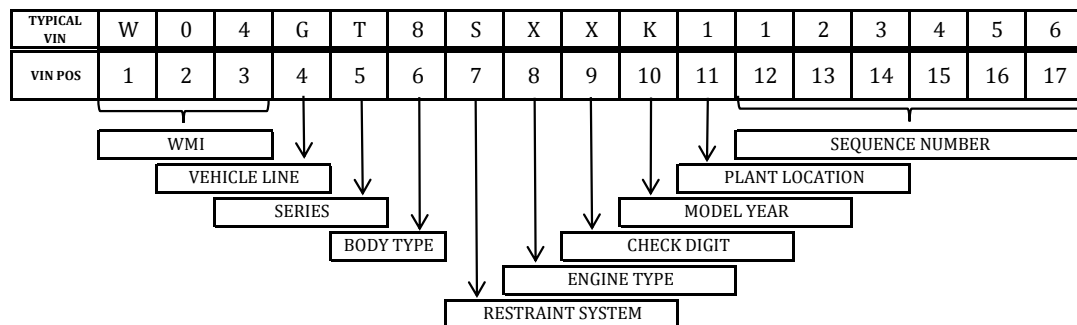 TYPICAL VIN W 0 4 G T 8 S X X K 1 1 2 3 4 5 6
VIN POS 1 2 3 4 5 6 7 8 9 10 11 12 13 14 15 16 17
WMI SEQUENCE NUMBER
VEHICLE LINE PLANT LOCATION
SERIES MODEL YEAR
BODY TYPE CHECK DIGIT
ENGINE TYPE
RESTRAINT SYSTEM